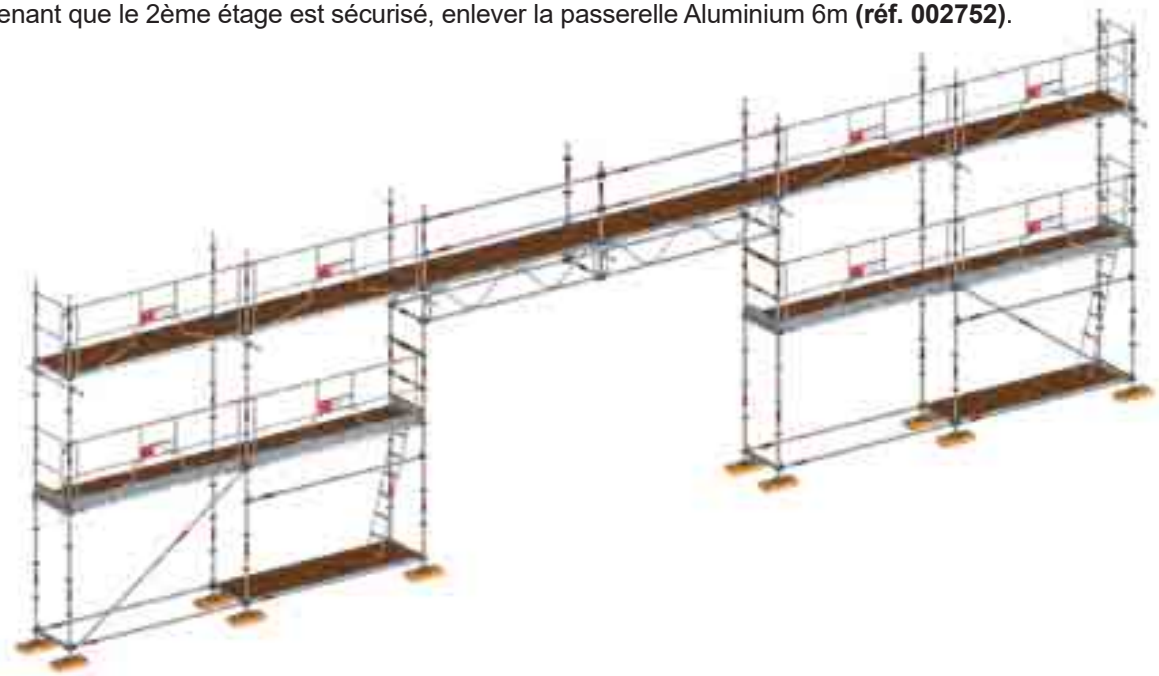 enant que le 2ème étage est sécurisé, enlever la passerelle Aluminium 6m (réf. 002752).